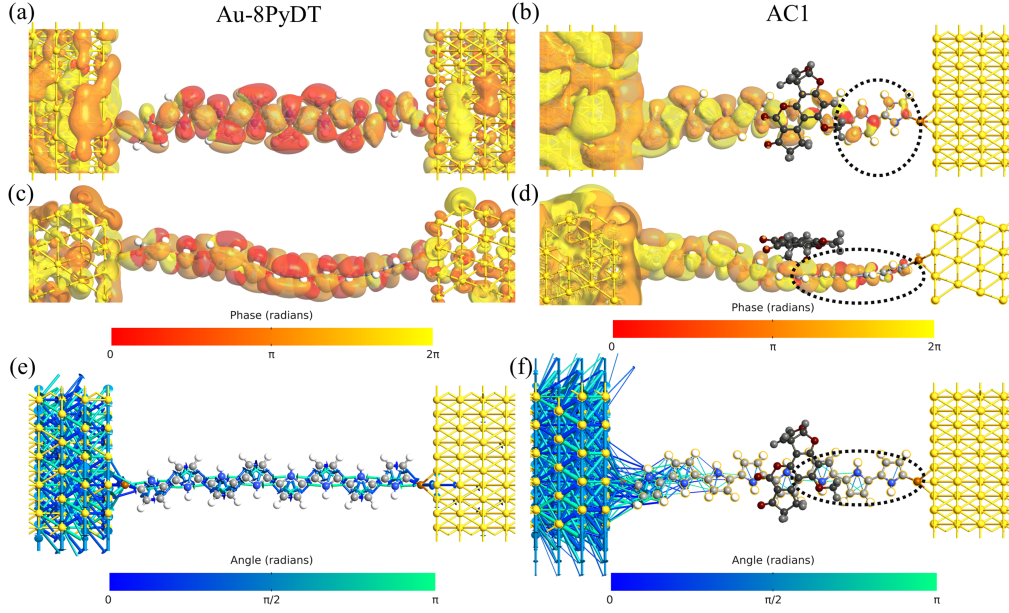 Au-8PyDT
AC1
(a)
(b)
(c)
(d)
Phase (radians)
0 π 2π
Phase (radians)
0 π 2π
(e)
(f)
Angle (radians)
0 π/2 π
Angle (radians)
0 π/2 π